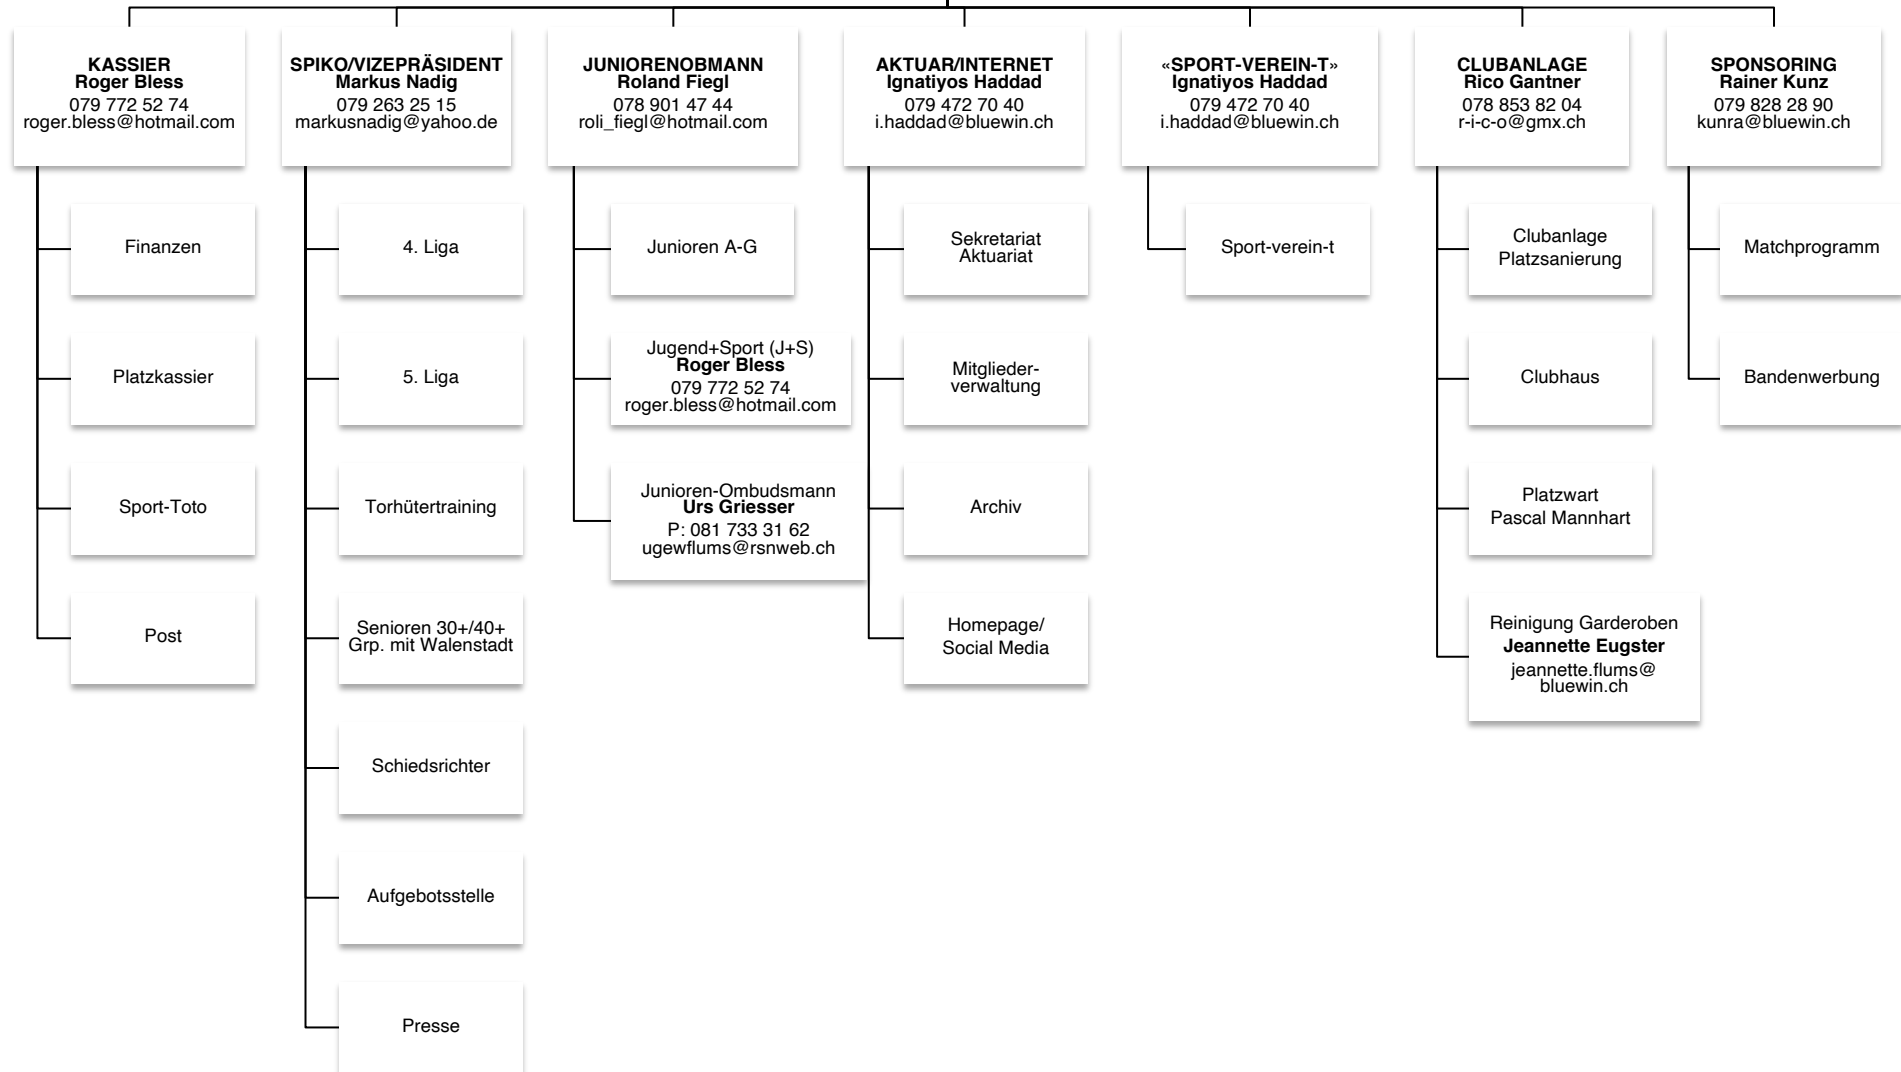 KASSIER
Roger Bless
079 772 52 74
roger.bless@hotmail.com
SPIKO/VIZEPRÄSIDENT
Markus Nadig
079 263 25 15
markusnadig@yahoo.de
JUNIORENOBMANN
Roland Fiegl
078 901 47 44
roli_fiegl@hotmail.com
AKTUAR/INTERNET
Ignatiyos Haddad
079 472 70 40
i.haddad@bluewin.ch
«SPORT-VEREIN-T»
Ignatiyos Haddad
079 472 70 40
i.haddad@bluewin.ch
CLUBANLAGE
Rico Gantner
078 853 82 04
r-i-c-o@gmx.ch
SPONSORING
Rainer Kunz
079 828 28 90
kunra@bluewin.ch
Finanzen
Platzkassier
Sport-Toto
Post
4. Liga
5. Liga
Torhütertraining
Senioren 30+/40+
Grp. mit Walenstadt
Schiedsrichter
Aufgebotsstelle
Presse
Junioren A-G
Jugend+Sport (J+S)
Roger Bless
079 772 52 74
roger.bless@hotmail.com
Junioren-Ombudsmann
Urs Griesser
P: 081 733 31 62
ugewflums@rsnweb.ch
Sekretariat
Aktuariat
Mitglieder-
verwaltung
Archiv
Homepage/
Social Media
Sport-verein-t
Clubanlage
Platzsanierung
Clubhaus
Platzwart
Pascal Mannhart
Reinigung Garderoben
Jeannette Eugster
jeannette.flums@
bluewin.ch
Matchprogramm
Bandenwerbung